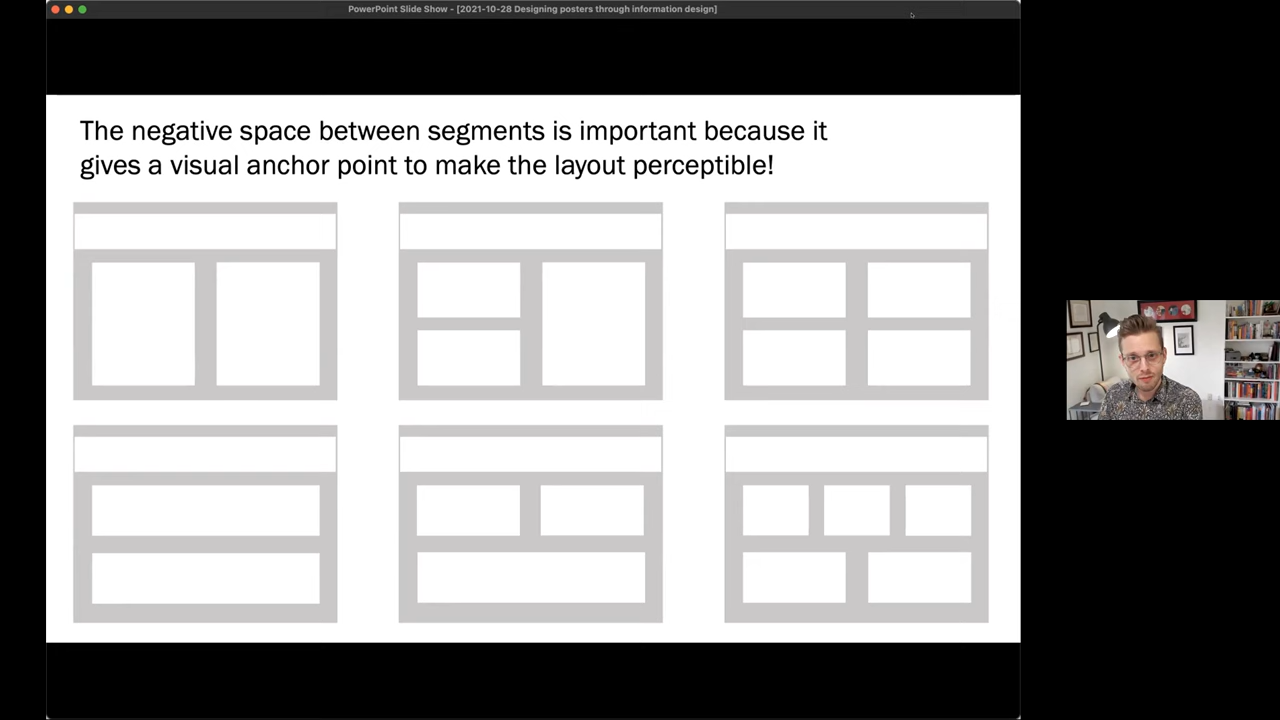 PowerPoint Slide Show - [2021-10-28 Designing posters through information design]
The negative space between segments is important because it
gives a visual anchor point to make the layout perceptible!